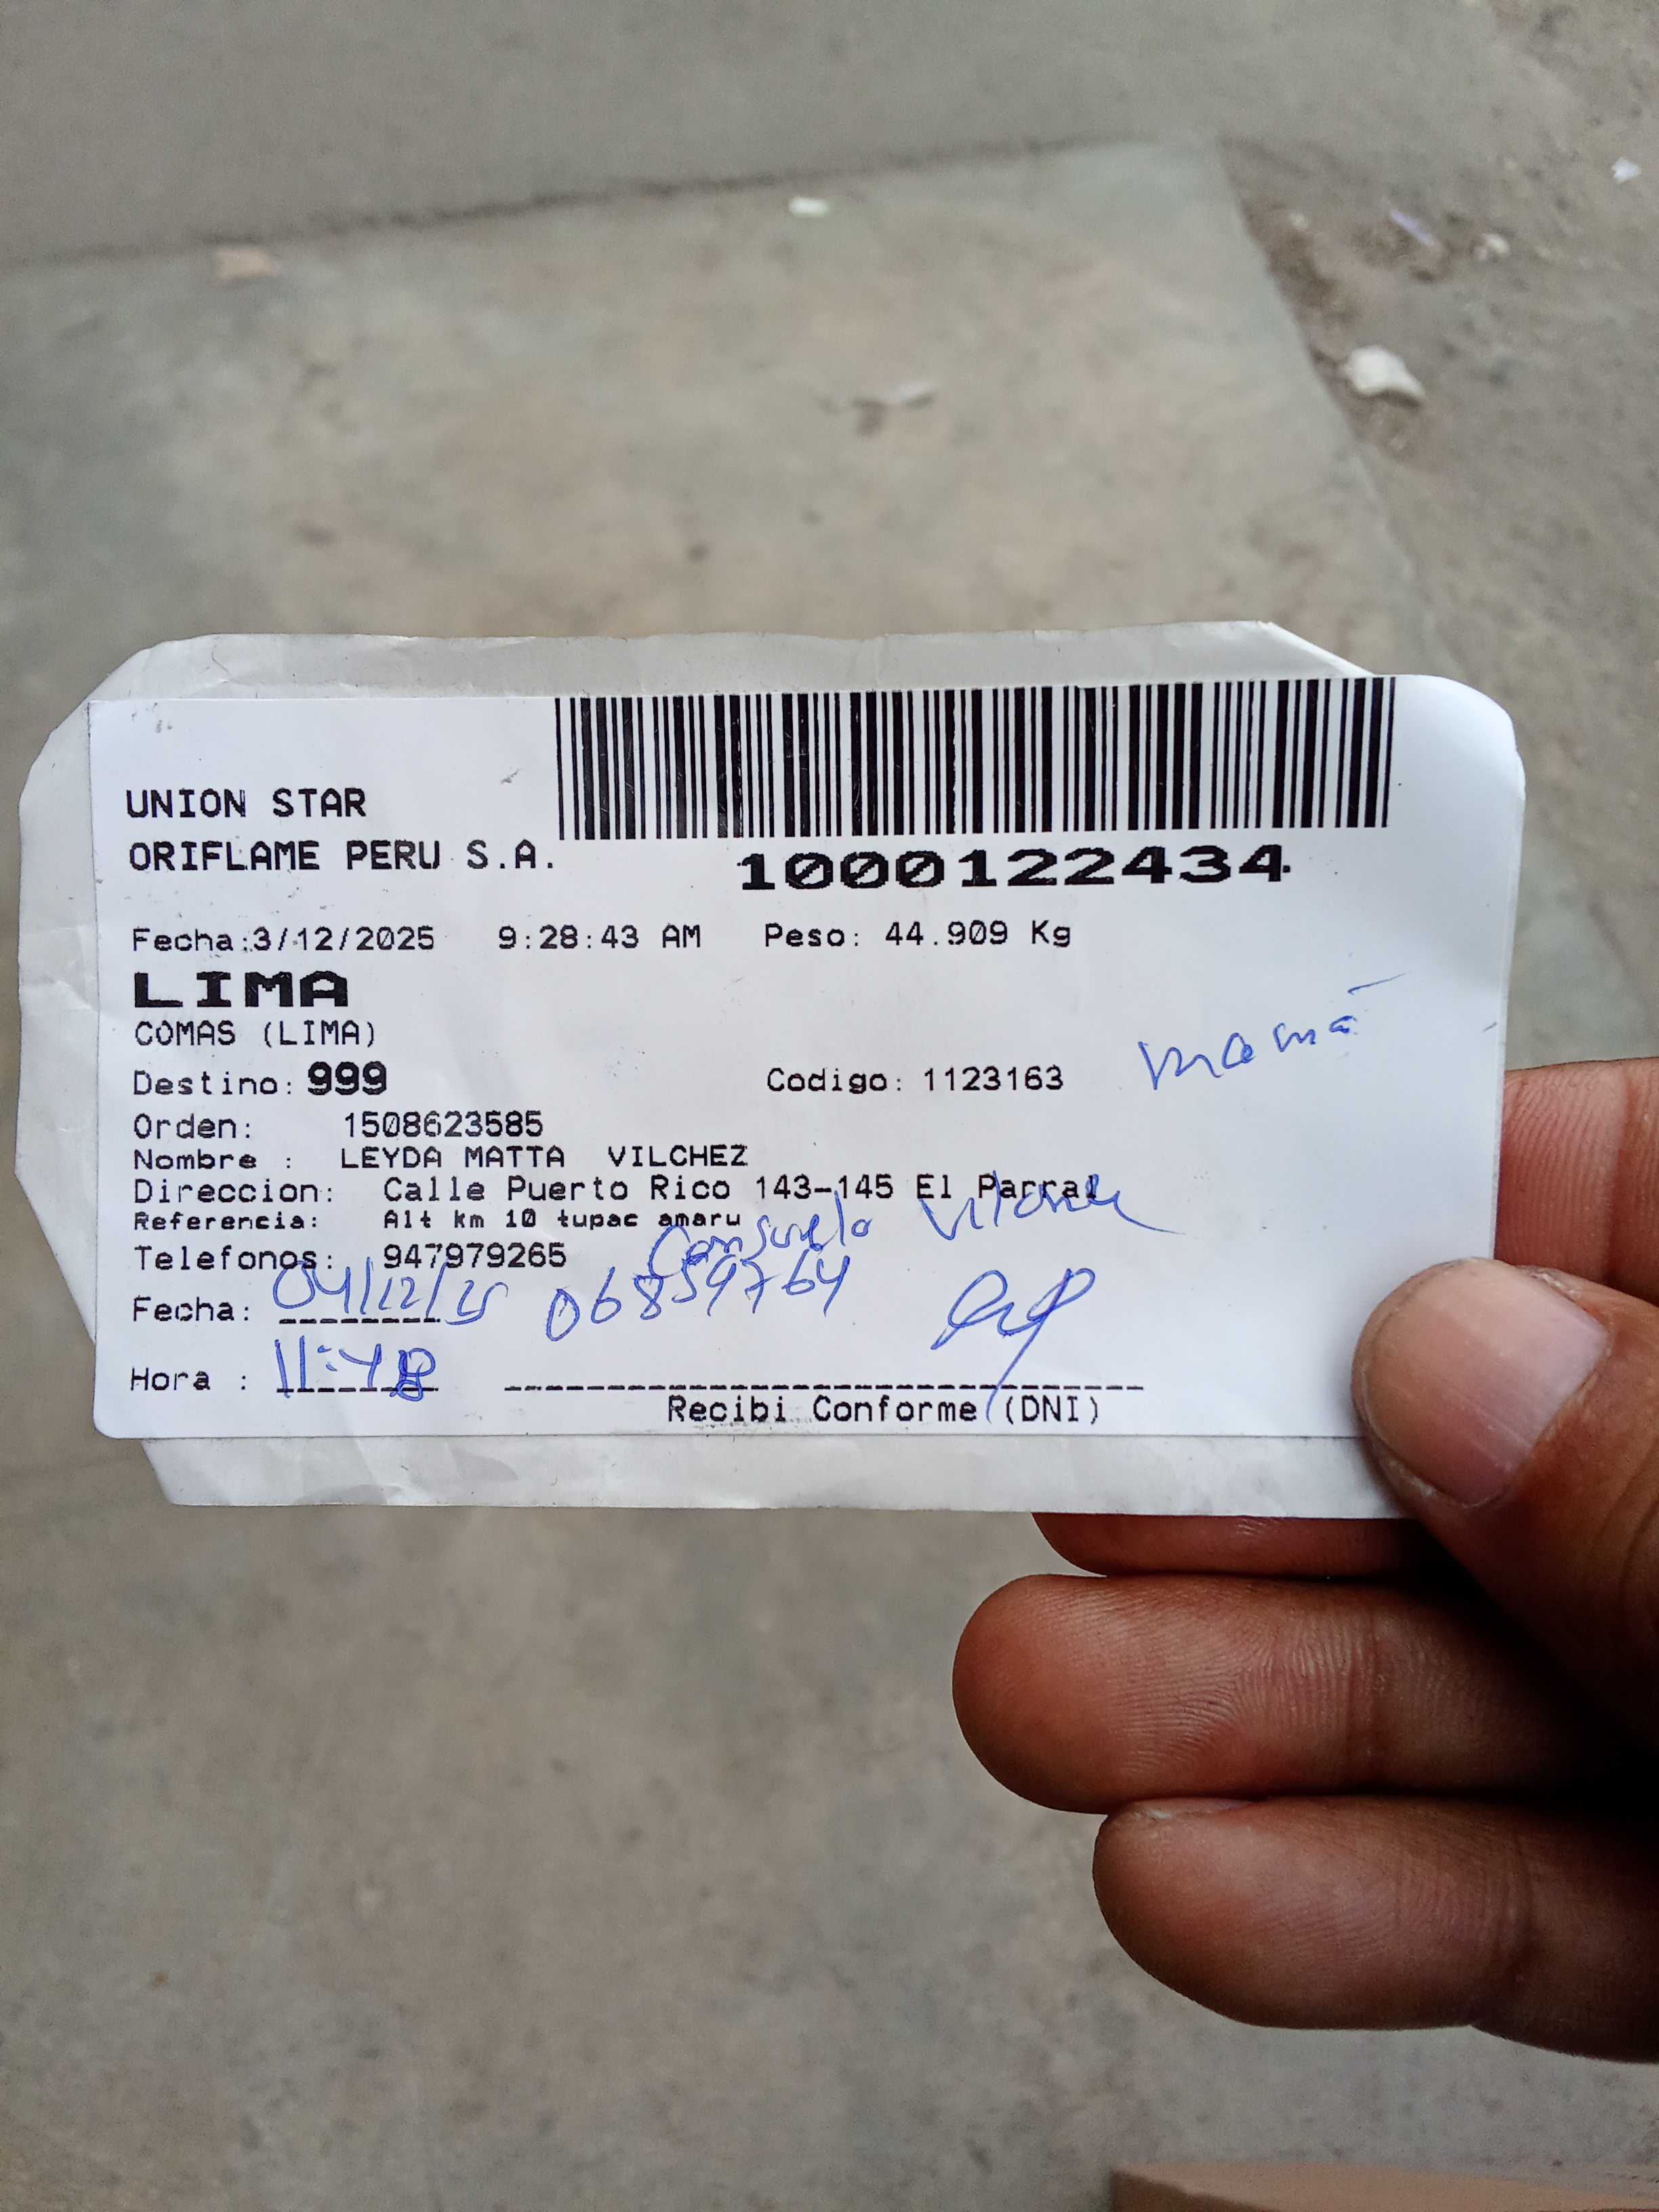 UNION STAR
ORIFLAME PERU S.A.
1000122434
Fecha:3/12/2025 9:28:43 AM Peso: 44.909 Kg
LIMA
COMAS (LIMA)
Destino: 999 Codigo: 1123163 mamá
Orden: 1508623585
Nombre : LEYDA MATTA VILCHEZ
Direccion: Calle Puerto Rico 143-145 El Parral
Referencia: Alt km 10 tupac amaru
Consuelo
Telefonos: 947979265
Fecha: 04/12/25 06859764
Hora : 11:48
Recibi Conforme (DNI)